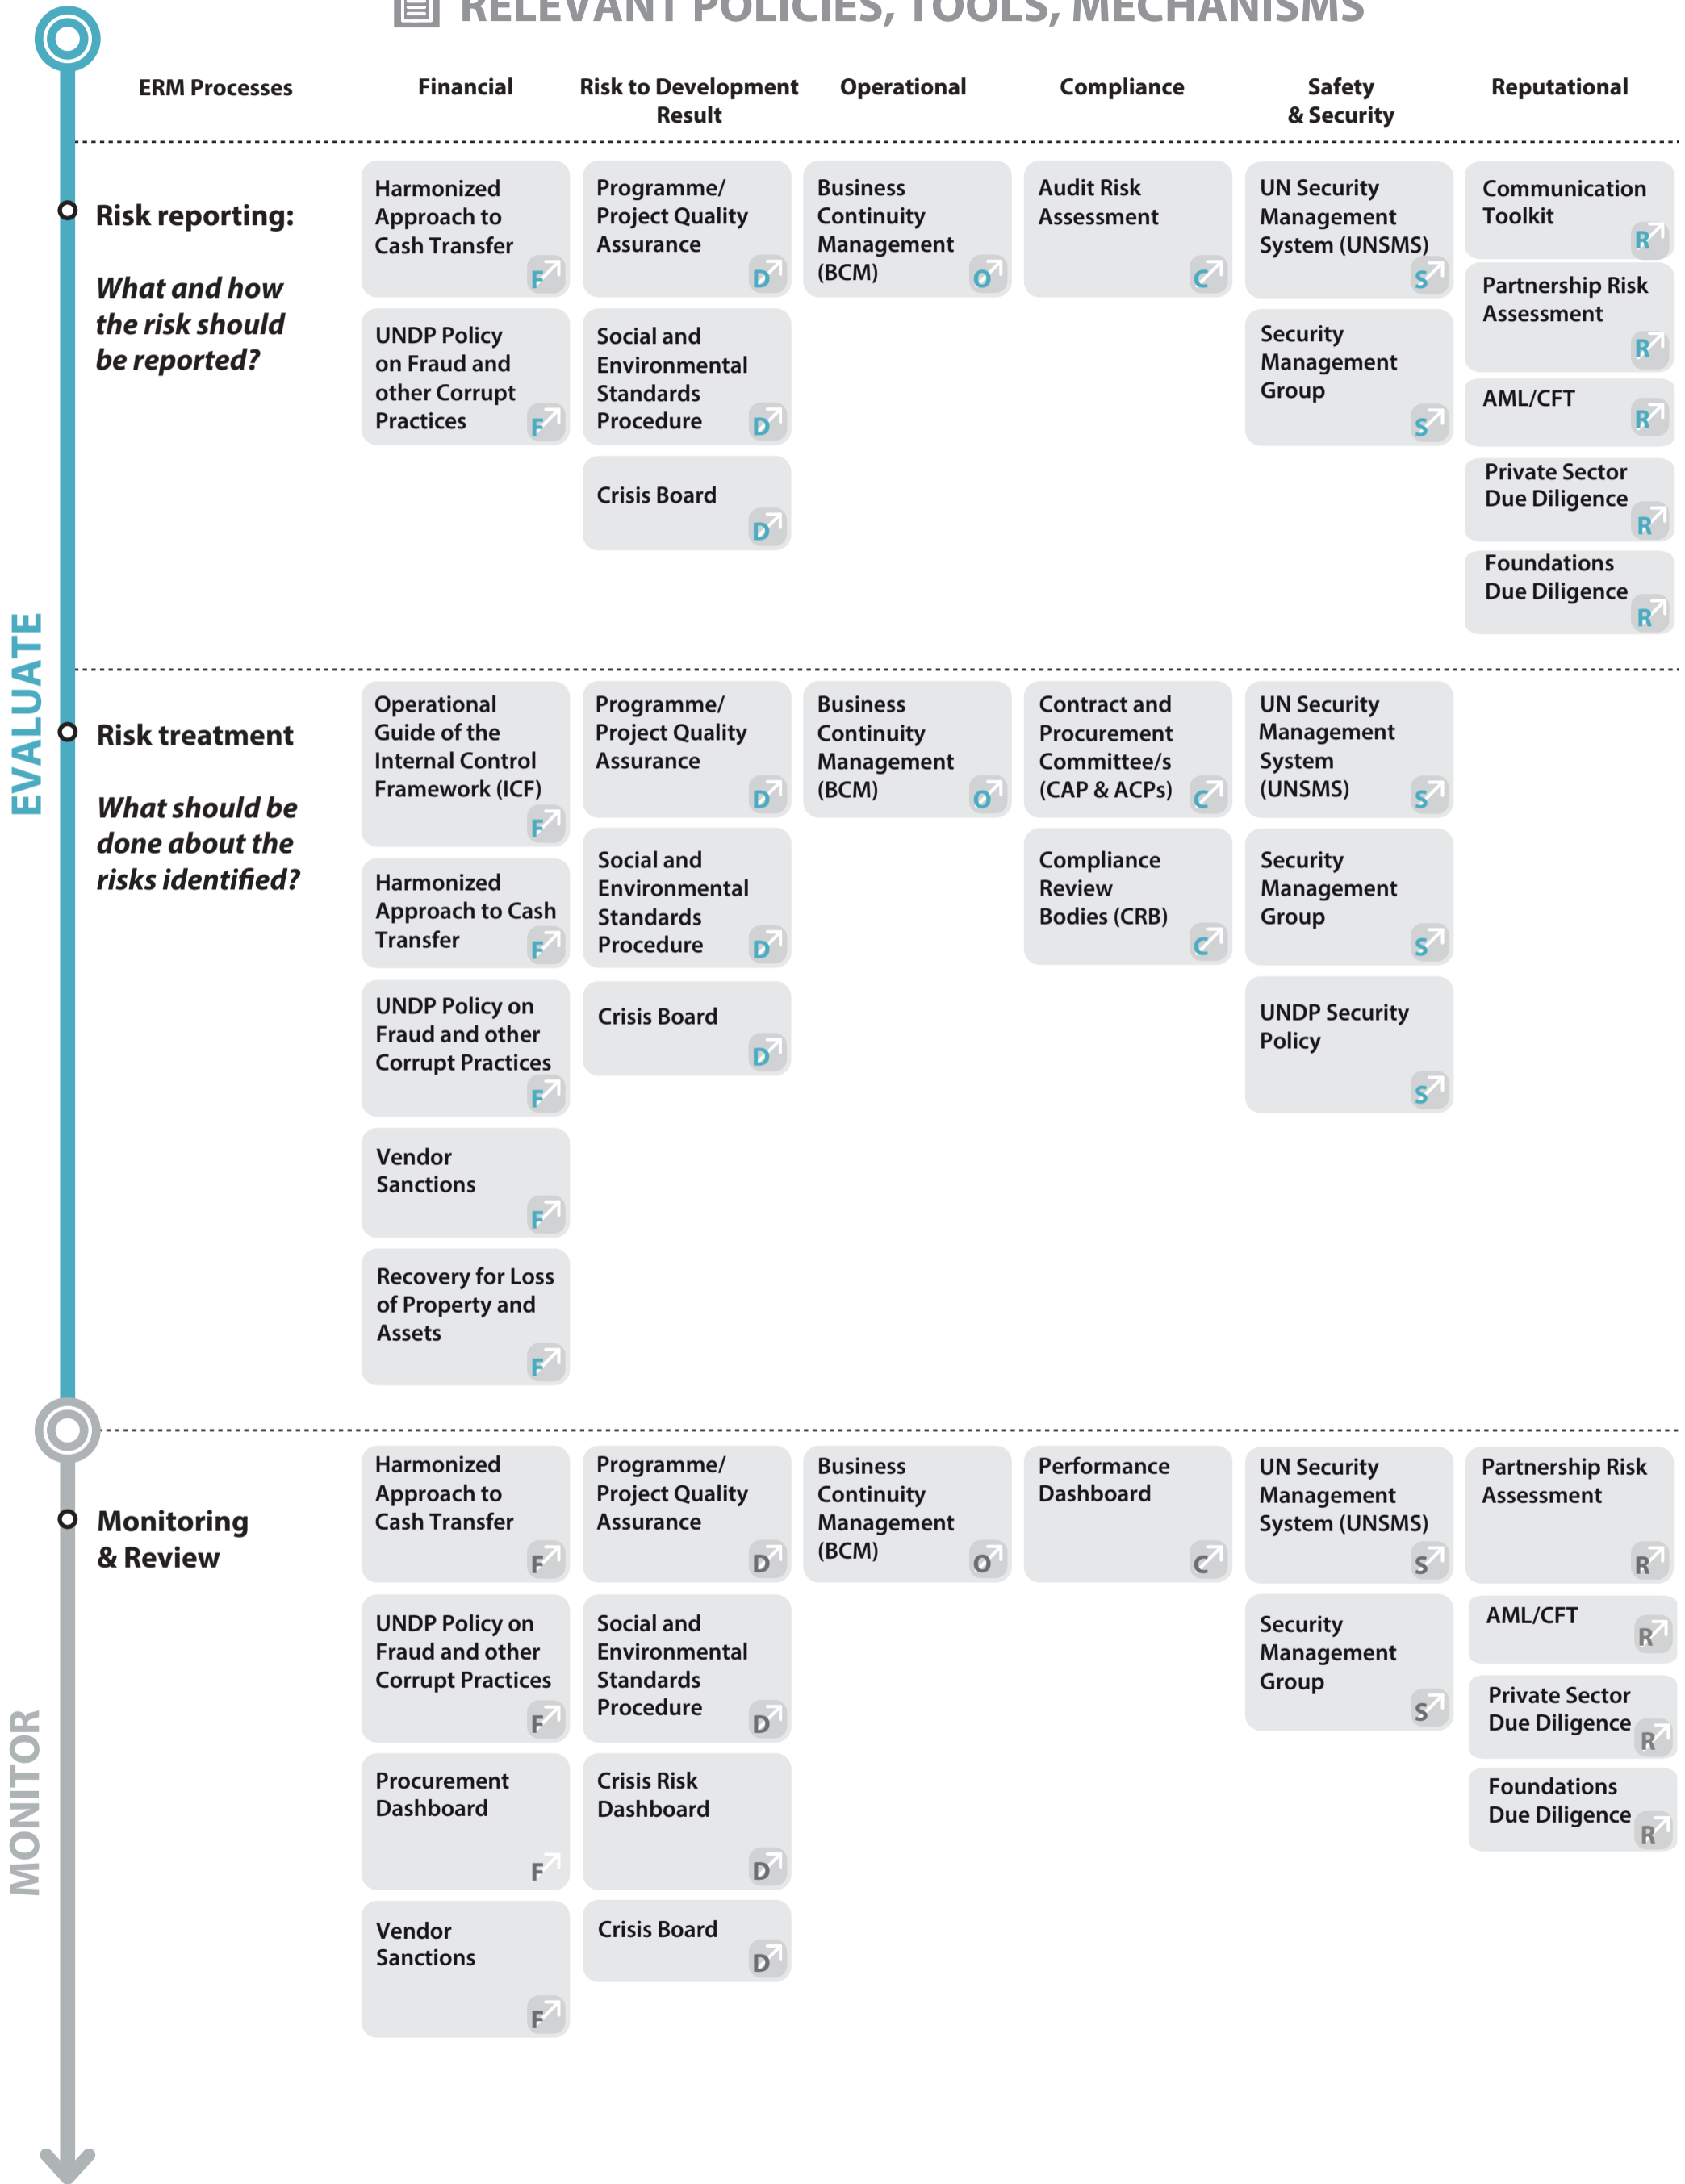 RELEVANT POLICIES, TOOLS, MECHANISMS
ERM Processes
Financial
Risk to Development
Result
Operational
Compliance
Safety
& Security
Reputational
EVALUATE
Risk reporting:
What and how
the risk should
be reported?
Harmonized
Approach to
Cash Transfer
F
UNDP Policy
on Fraud and
other Corrupt
Practices
F
Programme/
Project Quality
Assurance
D
Social and
Environmental
Standards
Procedure
D
Crisis Board
D
Business
Continuity
Management
(BCM)
O
Audit Risk
Assessment
C
UN Security
Management
System (UNSMS)
S
Security
Management
Group
S
Communication
Toolkit
R
Partnership Risk
Assessment
R
AML/CFT
R
Private Sector
Due Diligence
R
Foundations
Due Diligence
R
Risk treatment
What should be
done about the
risks identified?
Operational
Guide of the
Internal Control
Framework (ICF)
F
Harmonized
Approach to Cash
Transfer
F
UNDP Policy on
Fraud and other
Corrupt Practices
F
Vendor
Sanctions
F
Recovery for Loss
of Property and
Assets
F
Programme/
Project Quality
Assurance
D
Social and
Environmental
Standards
Procedure
D
Crisis Board
D
Business
Continuity
Management
(BCM)
O
Contract and
Procurement
Committee/s
(CAP & ACPs)
C
Compliance
Review
Bodies (CRB)
C
UN Security
Management
System
(UNSMS)
S
Security
Management
Group
S
UNDP Security
Policy
S
MONITOR
Monitoring
& Review
Harmonized
Approach to
Cash Transfer
F
UNDP Policy on
Fraud and other
Corrupt Practices
F
Procurement
Dashboard
F
Vendor
Sanctions
F
Programme/
Project Quality
Assurance
D
Social and
Environmental
Standards
Procedure
D
Crisis Risk
Dashboard
D
Crisis Board
D
Business
Continuity
Management
(BCM)
O
Performance
Dashboard
C
UN Security
Management
System (UNSMS)
S
Security
Management
Group
S
Partnership Risk
Assessment
R
AML/CFT
R
Private Sector
Due Diligence
R
Foundations
Due Diligence
R